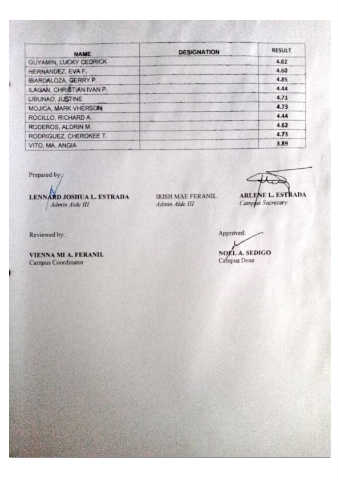 NAME DESIGNATION RESULT
GUYAMIN, LUCKY CEDRICK 4.62
HERNANDEZ, EVA F. 4.60
IBARDALOZA, GERRY P. 4.85
ILAGAN, CHRISTIAN IVAN P. 4.44
LIBUNAO, JUSTINE 4.71
MOJICA, MARK VHERSON 4.73
ROCILLO, RICHARD A. 4.44
RODEROS, ALDRIN M. 4.62
RODRIGUEZ, CHEROKEE T. 4.75
VITO, MA. ANGIA 3.89
Prepared by:
LENNARD JOSHUA L. ESTRADA IRISH MAE FERANIL ARLENE L. ESTRADA
Admin Aide III Admin Aide III Campus Secretary
Reviewed by: Approved:
VIENNA MI A. FERANIL NOEL A. SEDIGO
Campus Coordinator Campus Dean